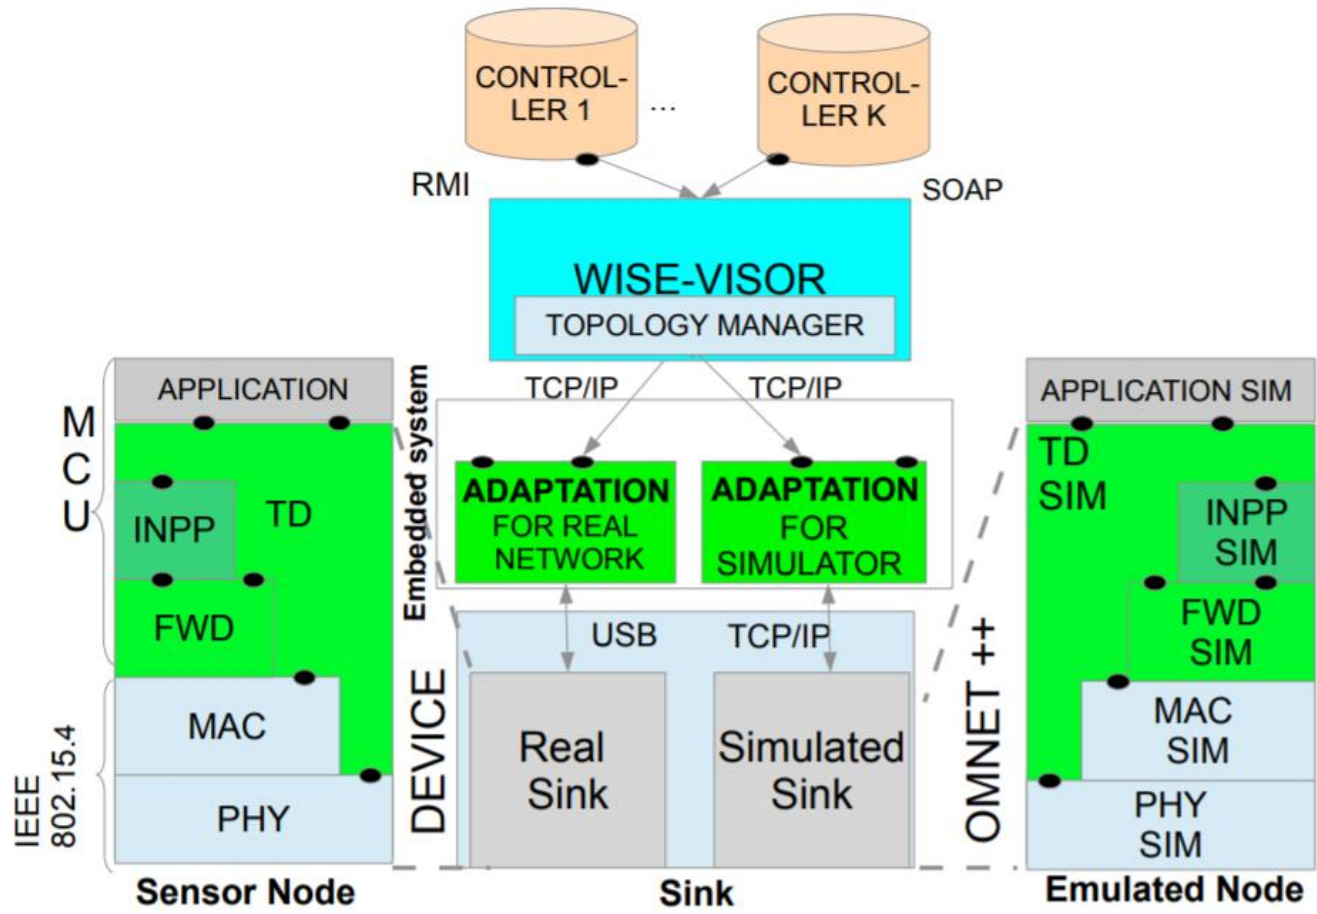 CONTROL-
LER 1
...
CONTROL-
LER K
RMI
SOAP
WISE-VISOR
TOPOLOGY MANAGER
TCP/IP
TCP/IP
M
C
U
APPLICATION
TD
INPP
FWD
IEEE
802.15.4
MAC
PHY
Sensor Node
Embedded system
ADAPTATION
FOR REAL
NETWORK
ADAPTATION
FOR
SIMULATOR
DEVICE
USB
TCP/IP
Real
Sink
Simulated
Sink
Sink
OMNET ++
APPLICATION SIM
TD
SIM
INPP
SIM
FWD
SIM
MAC
SIM
PHY
SIM
Emulated Node